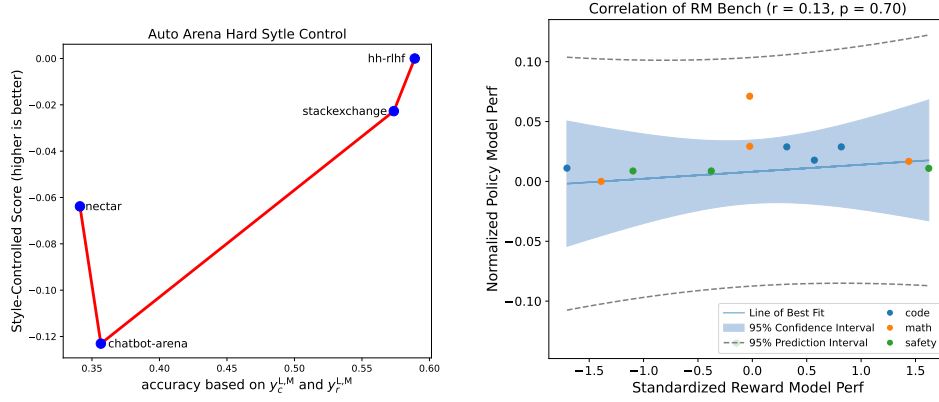 Auto Arena Hard Sytle Control
Style-Controlled Score (higher is better)
0.00
−0.02
−0.04
−0.06
−0.08
−0.10
−0.12
hh-rlhf
stackexchange
nectar
chatbot-arena
0.35 0.40 0.45 0.50 0.55 0.60
accuracy based on y_c^{L,M} and y_r^{L,M}
Correlation of RM Bench (r = 0.13, p = 0.70)
Normalized Policy Model Perf
0.10
0.05
0.00
−0.05
−0.10
Line of Best Fit
95% Confidence Interval
95% Prediction Interval
code
math
safety
−1.5 −1.0 −0.5 0.0 0.5 1.0 1.5
Standardized Reward Model Perf